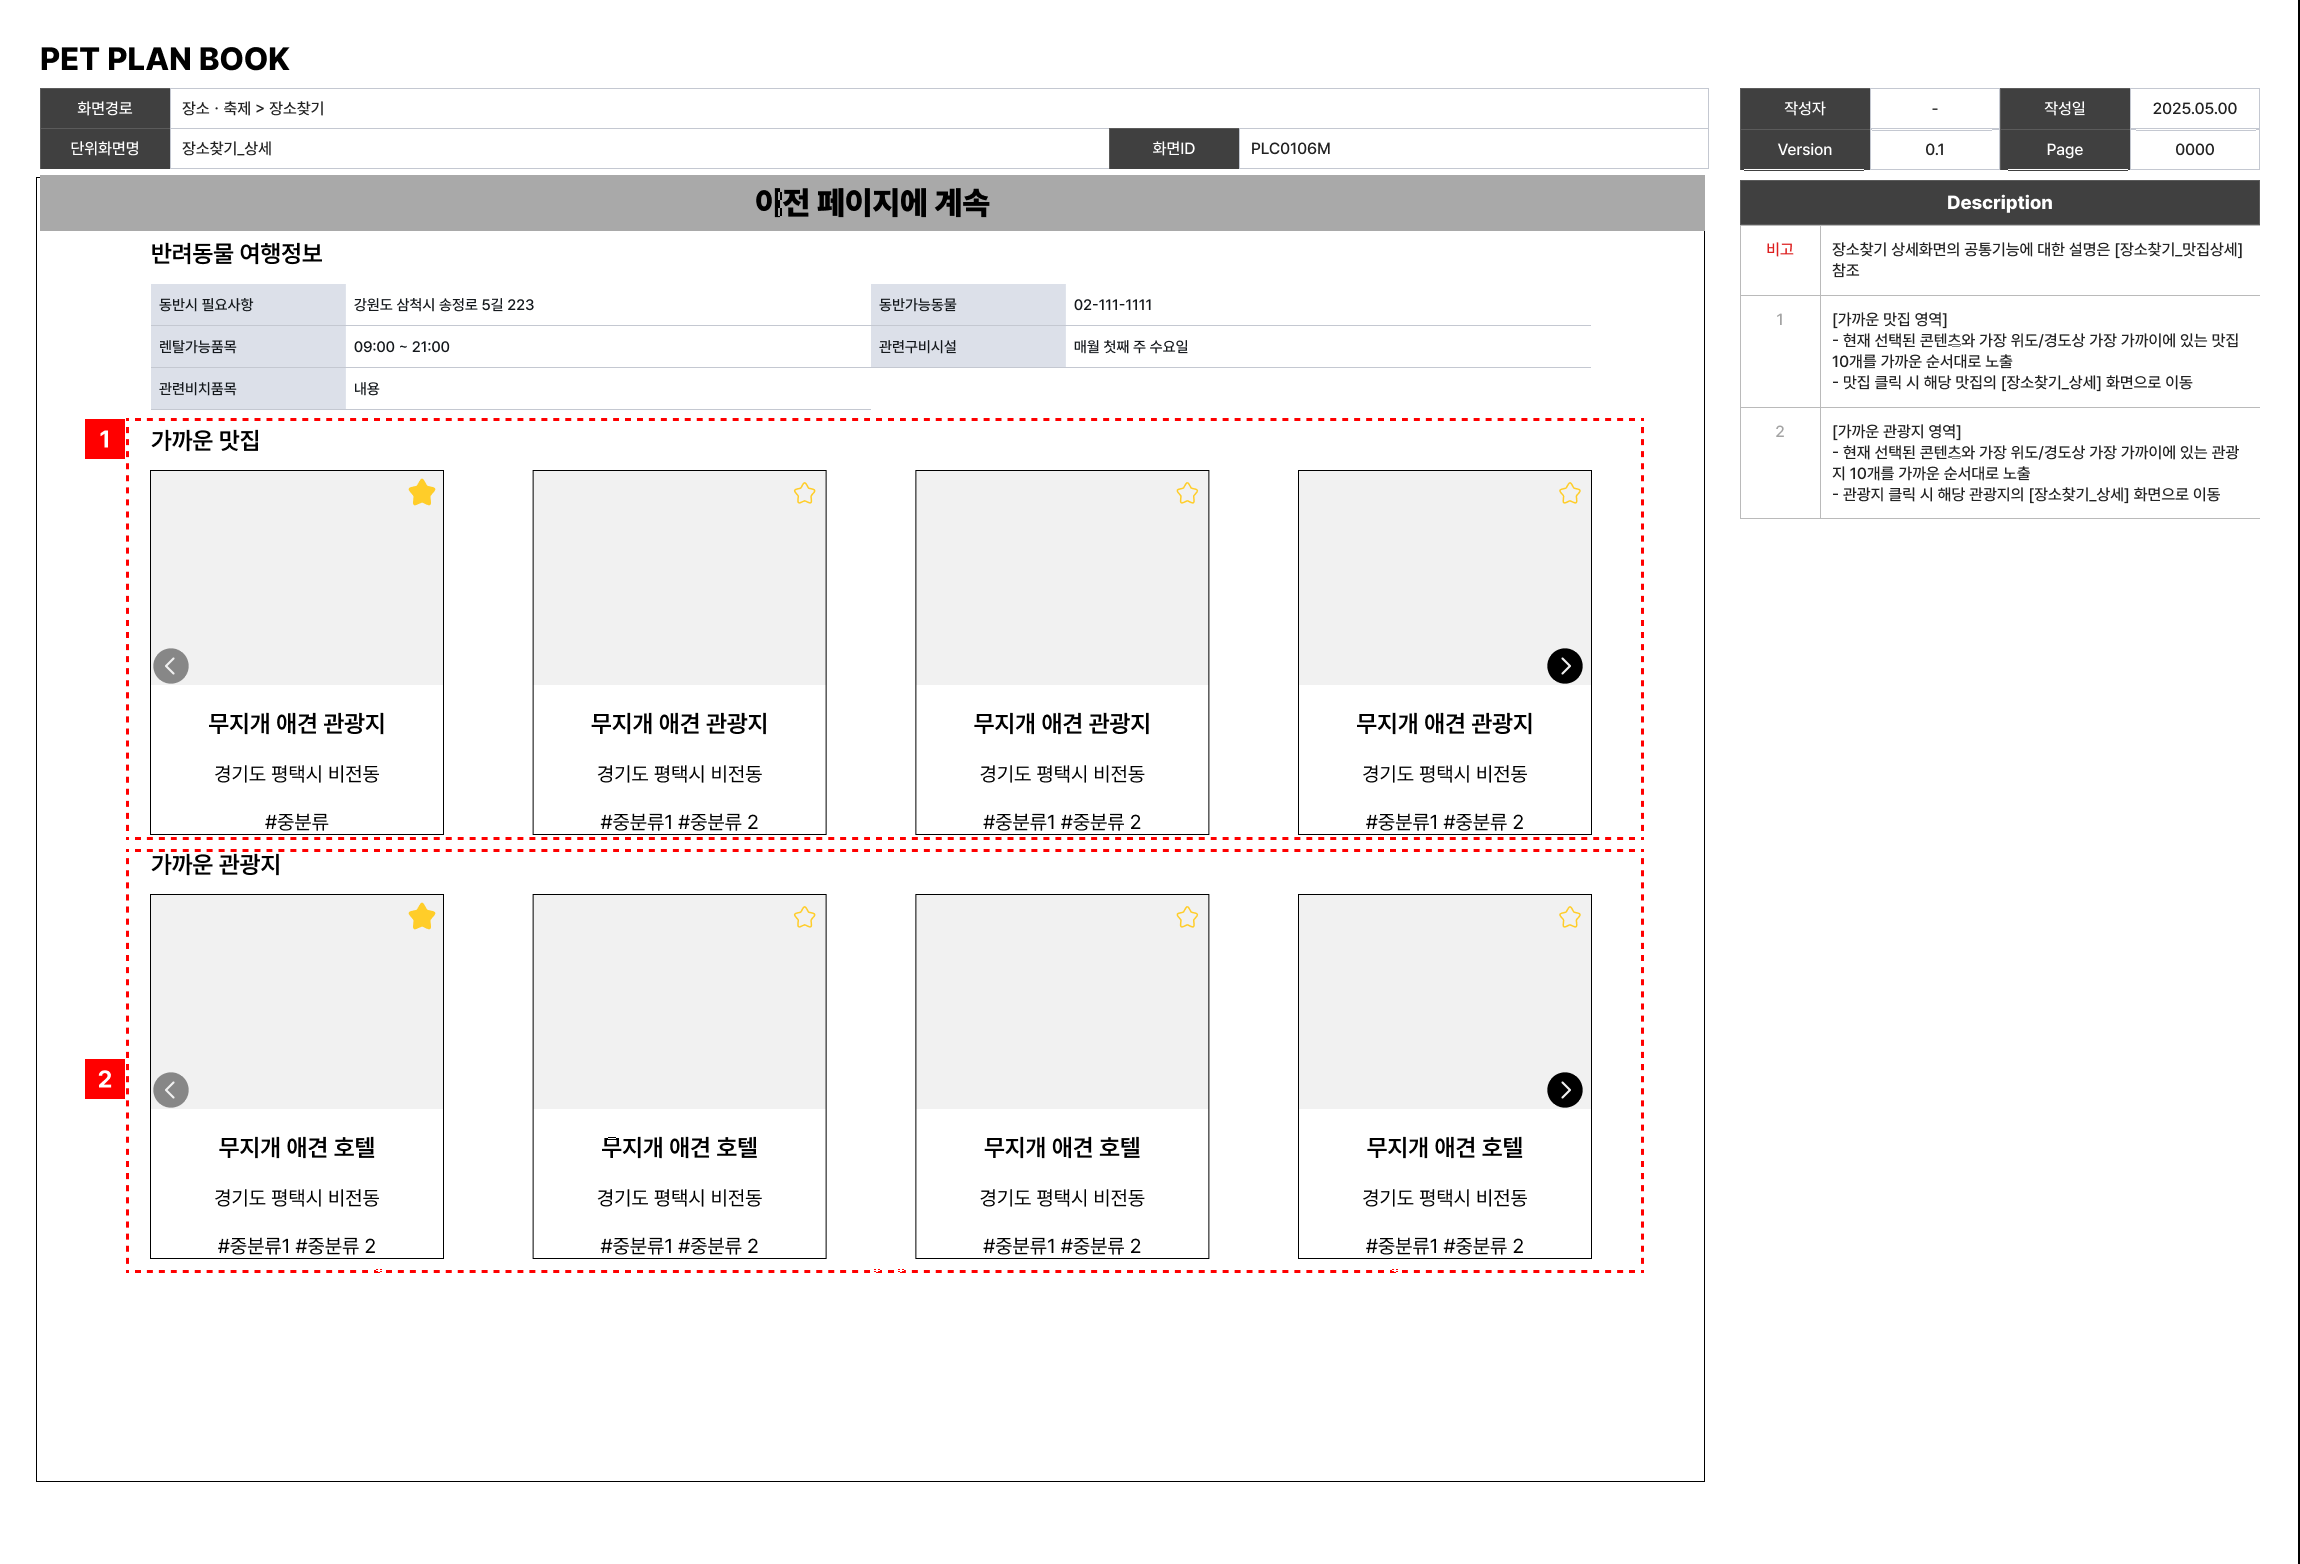 PET PLAN BOOK
화면경로 장소 · 축제 > 장소찾기
단위화면명 장소찾기_상세 화면ID PLC0106M
작성자 - 작성일 2025.05.00
Version 0.1 Page 0000
이전 페이지에 계속
반려동물 여행정보
동반시 필요사항 강원도 삼척시 송정로 5길 223 동반가능동물 02-111-1111
렌탈가능품목 09:00 ~ 21:00 관련구비시설 매월 첫째 주 수요일
관련비치품목 내용
1
가까운 맛집
무지개 애견 관광지 무지개 애견 관광지 무지개 애견 관광지 무지개 애견 관광지
경기도 평택시 비전동 경기도 평택시 비전동 경기도 평택시 비전동 경기도 평택시 비전동
#중분류 #중분류1 #중분류 2 #중분류1 #중분류 2 #중분류1 #중분류 2
가까운 관광지
2
무지개 애견 호텔 무지개 애견 호텔 무지개 애견 호텔 무지개 애견 호텔
경기도 평택시 비전동 경기도 평택시 비전동 경기도 평택시 비전동 경기도 평택시 비전동
#중분류1 #중분류 2 #중분류1 #중분류 2 #중분류1 #중분류 2 #중분류1 #중분류 2
Description
비고 장소찾기 상세화면의 공통기능에 대한 설명은 [장소찾기_맛집상세]
참조
1 [가까운 맛집 영역]
- 현재 선택된 콘텐츠와 가장 위도/경도상 가장 가까이에 있는 맛집
10개를 가까운 순서대로 노출
- 맛집 클릭 시 해당 맛집의 [장소찾기_상세] 화면으로 이동
2 [가까운 관광지 영역]
- 현재 선택된 콘텐츠와 가장 위도/경도상 가장 가까이에 있는 관광
지 10개를 가까운 순서대로 노출
- 관광지 클릭 시 해당 관광지의 [장소찾기_상세] 화면으로 이동